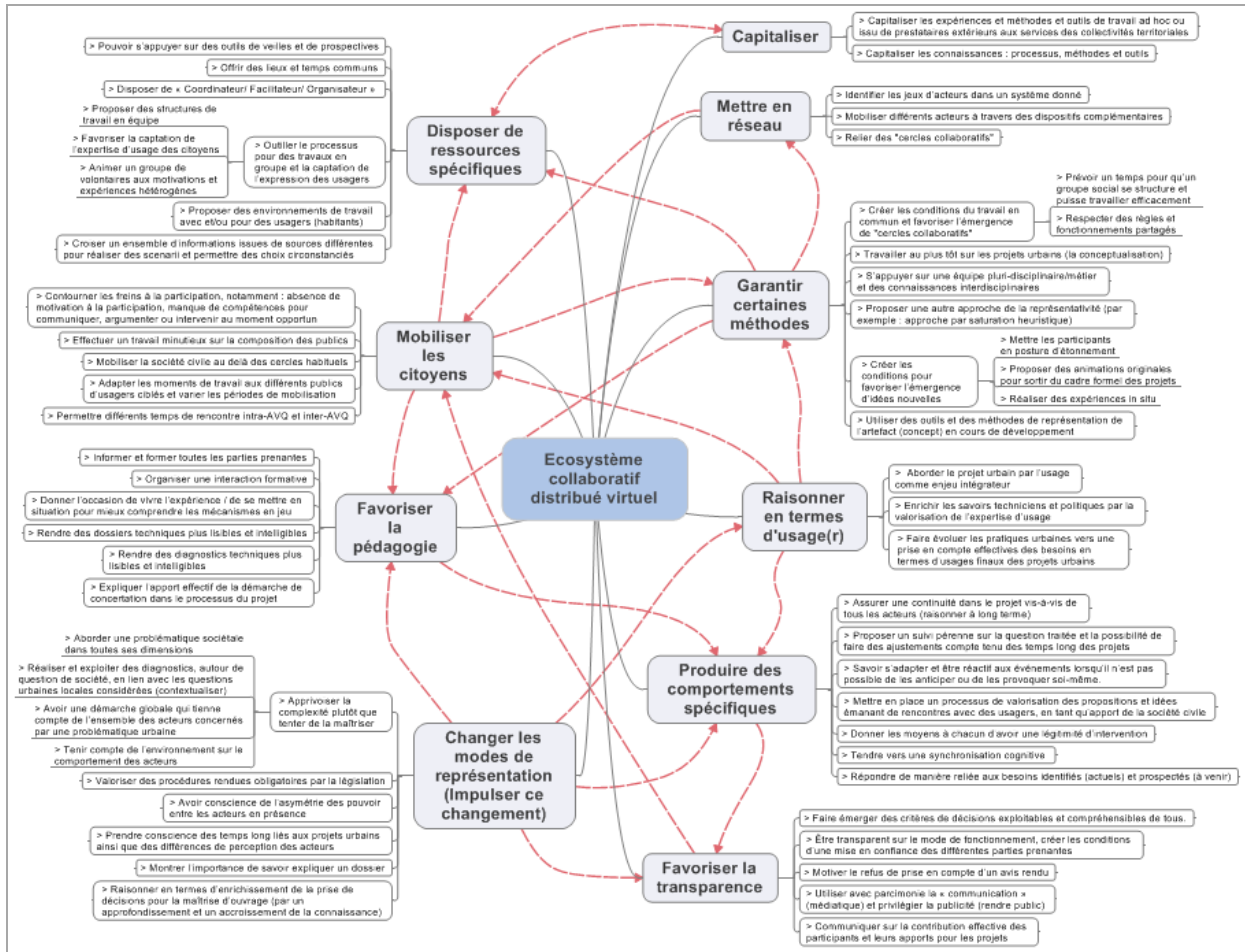 Ecosystème
collaboratif
distribué virtuel
Capitaliser
> Capitaliser les expériences et méthodes et outils de travail ad hoc ou
issu de prestataires extérieurs aux services des collectivités territoriales
> Capitaliser les connaissances : processus, méthodes et outils
Mettre en
réseau
> Identifier les jeux d'acteurs dans un système donné
> Mobiliser différents acteurs à travers des dispositifs complémentaires
> Relier des "cercles collaboratifs"
Garantir
certaines
méthodes
> Créer les conditions du travail en
commun et favoriser l'émergence
de "cercles collaboratifs"
> Prévoir un temps pour qu'un
groupe social se structure et
puisse travailler efficacement
> Respecter des règles et
fonctionnements partagés
> Travailler au plus tôt sur les projets urbains (la conceptualisation)
> S'appuyer sur une équipe pluri-disciplinaire/métier
et des connaissances interdisciplinaires
> Proposer une autre approche de la représentativité (par
exemple : approche par saturation heuristique)
> Créer les
conditions pour
favoriser l'émergence
d'idées nouvelles
> Mettre les participants
en posture d'étonnement
> Proposer des animations originales
pour sortir du cadre formel des projets
> Réaliser des expériences in situ
> Utiliser des outils et des méthodes de représentation de
l'artefact (concept) en cours de développement
Raisonner
en termes
d'usage(r)
> Aborder le projet urbain par l'usage
comme enjeu intégrateur
> Enrichir les savoirs techniciens et politiques par la
valorisation de l'expertise d'usage
> Faire évoluer les pratiques urbaines vers une
prise en compte effectives des besoins en
termes d'usages finaux des projets urbains
Produire des
comportements
spécifiques
> Assurer une continuité dans le projet vis-à-vis de
tous les acteurs (raisonner à long terme)
> Proposer un suivi pérenne sur la question traitée et la possibilité de
faire des ajustements compte tenu des temps long des projets
> Savoir s'adapter et être réactif aux événements lorsqu'il n'est pas
possible de les anticiper ou de les provoquer soi-même.
> Mettre en place un processus de valorisation des propositions et idées
émanant de rencontres avec des usagers, en tant qu'apport de la société civile
> Donner les moyens à chacun d'avoir une légitimité d'intervention
> Tendre vers une synchronisation cognitive
> Répondre de manière reliée aux besoins identifiés (actuels) et prospectés (à venir)
Favoriser la
transparence
> Faire émerger des critères de décisions exploitables et compréhensibles de tous.
> Être transparent sur le mode de fonctionnement, créer les conditions
d'une mise en confiance des différentes parties prenantes
> Motiver le refus de prise en compte d'un avis rendu
> Utiliser avec parcimonie la « communication »
(médiatique) et privilégier la publicité (rendre public)
> Communiquer sur la contribution effective des
participants et leurs apports pour les projets
Disposer de
ressources
spécifiques
> Pouvoir s'appuyer sur des outils de veilles et de prospectives
> Offrir des lieux et temps communs
> Disposer de « Coordinateur/ Facilitateur/ Organisateur »
> Outiller le processus
pour des travaux en
groupe et la captation de
l'expression des usagers
> Proposer des structures de
travail en équipe
> Favoriser la captation de
l'expertise d'usage des citoyens
> Animer un groupe de
volontaires aux motivations et
expériences hétérogènes
> Proposer des environnements de travail
avec et/ou pour des usagers (habitants)
> Croiser un ensemble d'informations issues de sources différentes
pour réaliser des scenarii et permettre des choix circonstanciés
Mobiliser
les
citoyens
> Contourner les freins à la participation, notamment : absence de
motivation à la participation, manque de compétences pour
communiquer, argumenter ou intervenir au moment opportun
> Effectuer un travail minutieux sur la composition des publics
> Mobiliser la société civile au delà des cercles habituels
> Adapter les moments de travail aux différents publics
d'usagers ciblés et varier les périodes de mobilisation
> Permettre différents temps de rencontre intra-AVQ et inter-AVQ
Favoriser
la
pédagogie
> Informer et former toutes les parties prenantes
> Organiser une interaction formative
> Donner l'occasion de vivre l'expérience / de se mettre en
situation pour mieux comprendre les mécanismes en jeu
> Rendre des dossiers techniques plus lisibles et intelligibles
> Rendre des diagnostics techniques plus
lisibles et intelligibles
> Expliquer l'apport effectif de la démarche de
concertation dans le processus du projet
Changer les
modes de
représentation
(Impulser ce
changement)
> Apprivoiser la
complexité plutôt que
tenter de la maîtriser
> Aborder une problématique sociétale
dans toutes ses dimensions
> Réaliser et exploiter des diagnostics, autour de
question de société, en lien avec les questions
urbaines locales considérées (contextualiser)
> Avoir une démarche globale qui tienne
compte de l'ensemble des acteurs concernés
par une problématique urbaine
> Tenir compte de l'environnement sur le
comportement des acteurs
> Valoriser des procédures rendues obligatoires par la législation
> Avoir conscience de l'asymétrie des pouvoir
entre les acteurs en présence
> Prendre conscience des temps long liés aux projets urbains
ainsi que des différences de perception des acteurs
> Montrer l'importance de savoir expliquer un dossier
> Raisonner en termes d'enrichissement de la prise de
décisions pour la maîtrise d'ouvrage (par un
approfondissement et un accroissement de la connaissance)